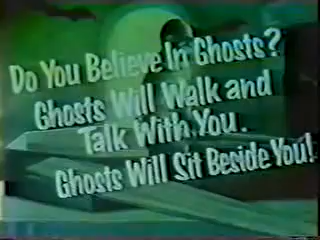 Do You Believe In Ghosts?
Ghosts Will Walk and
Talk With You.
Ghosts Will Sit Beside You!